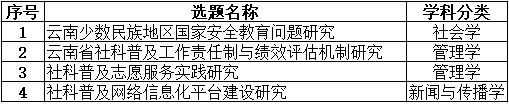 序号 选题名称 学科分类
1 云南少数民族地区国家安全教育问题研究 社会学
2 云南省社科普及工作责任制与绩效评估机制研究 管理学
3 社科普及志愿服务实践研究 管理学
4 社科普及网络信息化平台建设研究 新闻与传播学